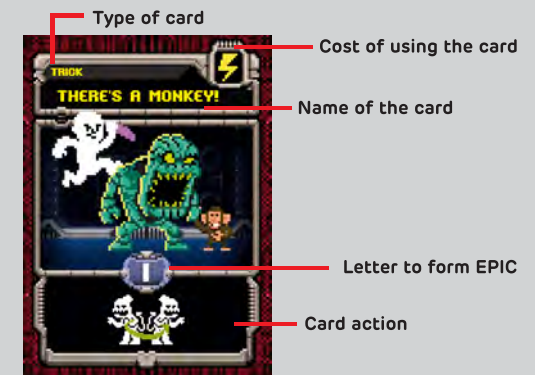 Type of card
Cost of using the card
TRICK
THERE'S A MONKEY!
Name of the card
I
Letter to form EPIC
Card action